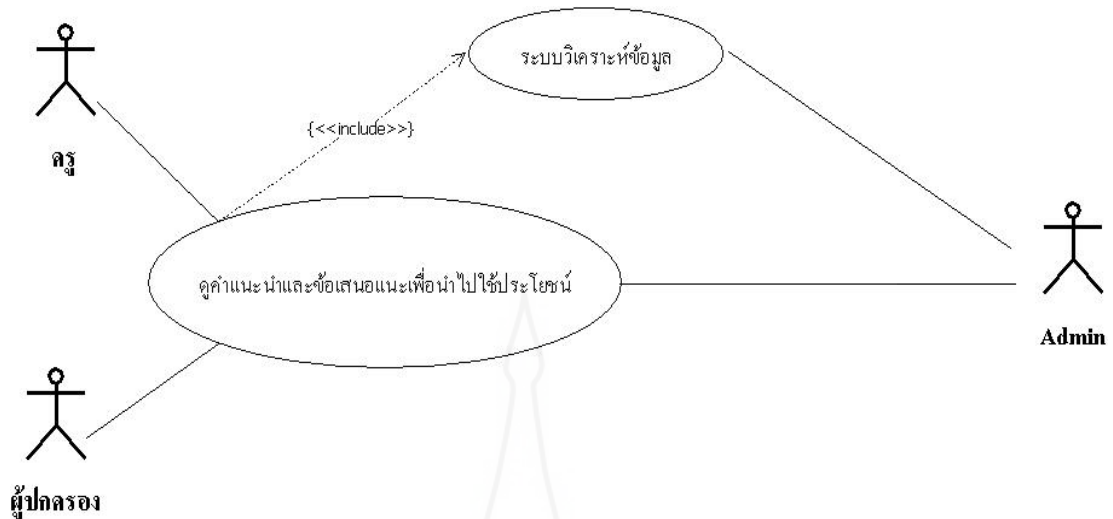 ระบบวิเคราะห์ข้อมูล
{<<include>>}
ครู
ดูคำแนะนำและข้อเสนอแนะเพื่อนำไปใช้ประโยชน์
Admin
ผู้ปกครอง